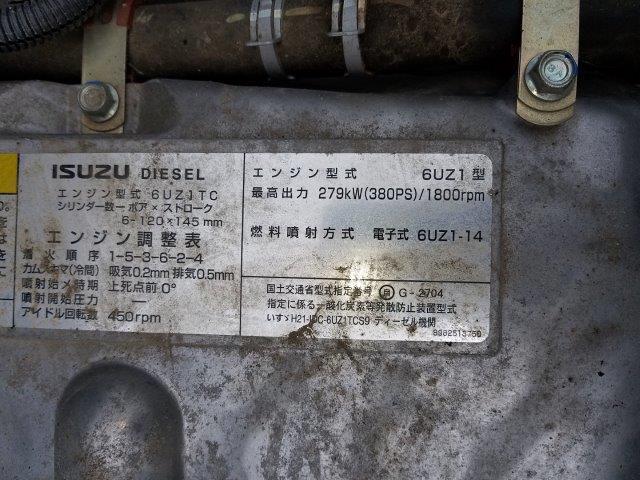 ISUZU DIESEL
エンジン型式 6UZ1TC
シリンダー数ーボア×ストローク
6-120×145mm
エンジン調整表
着火順序 1-5-3-6-2-4
カムスキマ(冷間) 吸気0.2mm 排気0.5mm
噴射始メ時期 上死点前0°
噴射開始圧力 —
アイドル回転数 450rpm
エンジン型式 6UZ1型
最高出力 279kW(380PS)/1800rpm
燃料噴射方式 電子式 6UZ1-14
国土交通省型式指定番号 自 G-2704
指定に係る一酸化炭素等発散防止装置型式
いすゞH21-IDC-6UZ1TCS9 ディーゼル機関